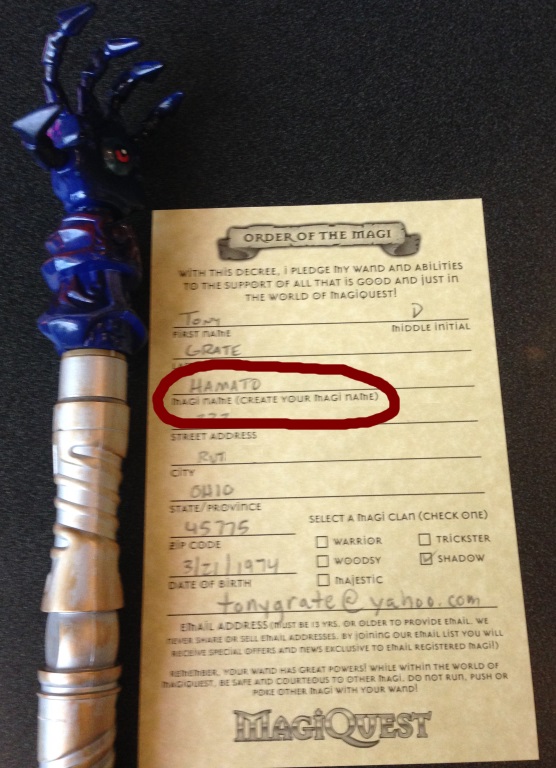 ORDER OF THE MAGI
WITH THIS DECREE, I PLEDGE MY WAND AND ABILITIES
TO THE SUPPORT OF ALL THAT IS GOOD AND JUST IN
THE WORLD OF MAGIQUEST!
TONY D
FIRST NAME MIDDLE INITIAL
GRATE
HAMATO
MAGI NAME (CREATE YOUR MAGI NAME)
STREET ADDRESS
CITY
OHIO
STATE/PROVINCE
SELECT A MAGI CLAN (CHECK ONE)
45775
WARRIOR TRICKSTER
ZIP CODE
3/21/1974 WOODSY SHADOW
DATE OF BIRTH MAJESTIC
tonygrate@yahoo.com
EMAIL ADDRESS (MUST BE 13 YRS. OR OLDER TO PROVIDE EMAIL. WE
NEVER SHARE OR SELL EMAIL ADDRESSES. BY JOINING OUR EMAIL LIST YOU WILL
RECEIVE SPECIAL OFFERS AND NEWS EXCLUSIVE TO EMAIL REGISTERED MAGI)
REMEMBER, YOUR WAND HAS GREAT POWERS! WHILE WITHIN THE WORLD OF
MAGIQUEST, BE SAFE AND COURTEOUS TO OTHER MAGI. DO NOT RUN, PUSH OR
POKE OTHER MAGI WITH YOUR WAND!
MAGIQUEST